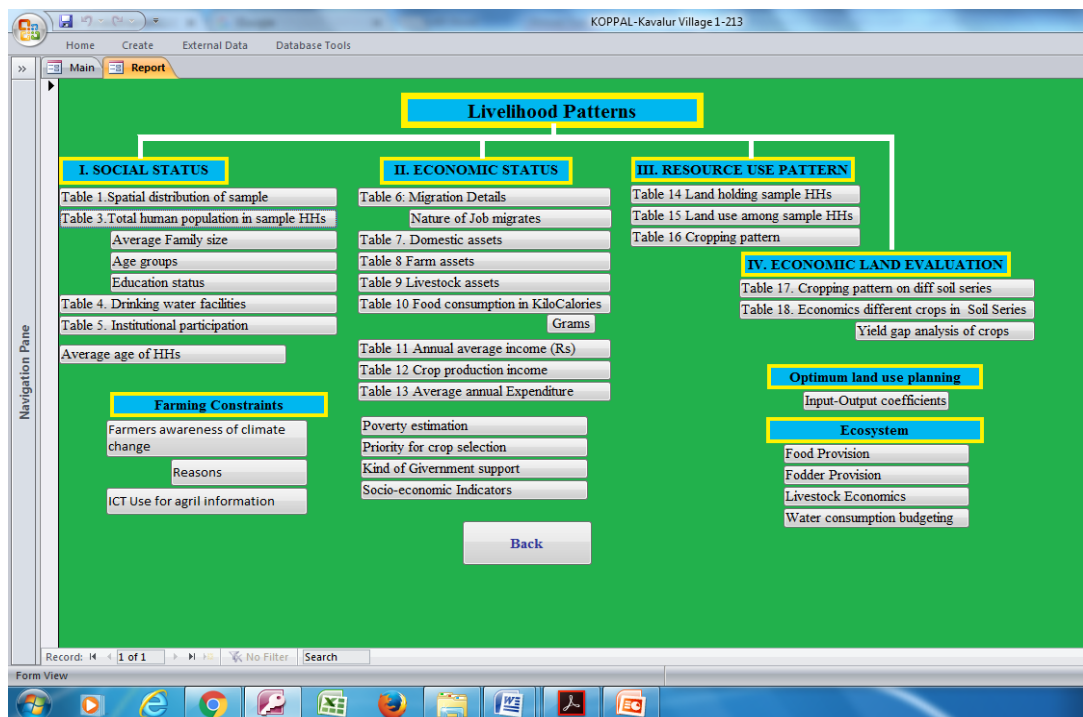 KOPPAL-Kavalur Village 1-213
Home Create External Data Database Tools
Main Report
Navigation Pane
Livelihood Patterns
I. SOCIAL STATUS
Table 1.Spatial distribution of sample
Table 3.Total human population in sample HHs
Average Family size
Age groups
Education status
Table 4. Drinking water facilities
Table 5. Institutional participation
Average age of HHs
Farming Constraints
Farmers awareness of climate
change
Reasons
ICT Use for agril information
II. ECONOMIC STATUS
Table 6: Migration Details
Nature of Job migrates
Table 7. Domestic assets
Table 8 Farm assets
Table 9 Livestock assets
Table 10 Food consumption in KiloCalories
Grams
Table 11 Annual average income (Rs)
Table 12 Crop production income
Table 13 Average annual Expenditure
Poverty estimation
Priority for crop selection
Kind of Givernment support
Socio-economic Indicators
Back
III. RESOURCE USE PATTERN
Table 14 Land holding sample HHs
Table 15 Land use among sample HHs
Table 16 Cropping pattern
IV. ECONOMIC LAND EVALUATION
Table 17. Cropping pattern on diff soil series
Table 18. Economics different crops in Soil Series
Yield gap analysis of crops
Optimum land use planning
Input-Output coefficients
Ecosystem
Food Provision
Fodder Provision
Livestock Economics
Water consumption budgeting
Record: 1 of 1 No Filter Search
Form View